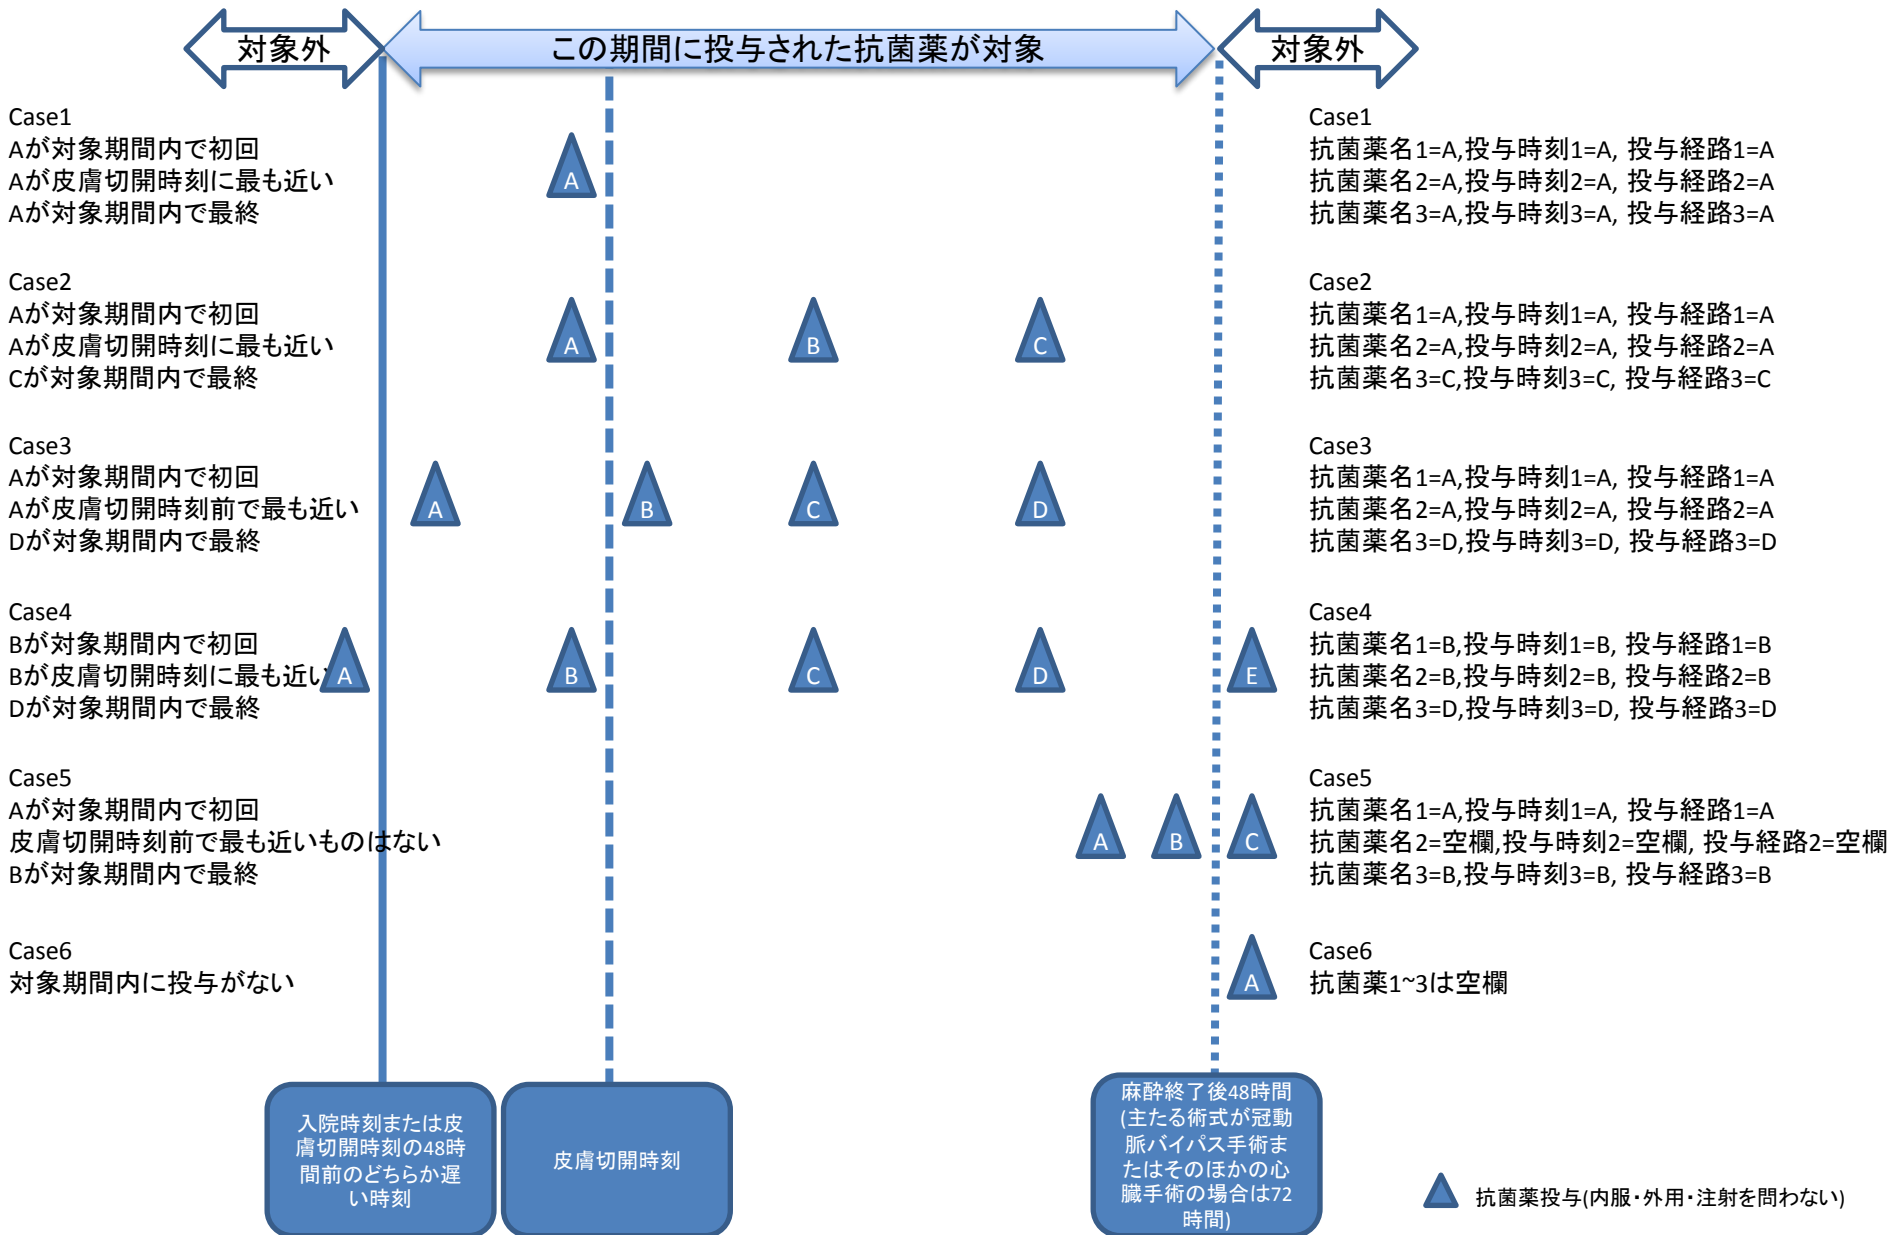 対象外
この期間に投与された抗菌薬が対象
対象外
Case1
Aが対象期間内で初回
Aが皮膚切開時刻に最も近い
Aが対象期間内で最終
A
Case1
抗菌薬名1=A,投与時刻1=A, 投与経路1=A
抗菌薬名2=A,投与時刻2=A, 投与経路2=A
抗菌薬名3=A,投与時刻3=A, 投与経路3=A
Case2
Aが対象期間内で初回
Aが皮膚切開時刻に最も近い
Cが対象期間内で最終
A
B
C
Case2
抗菌薬名1=A,投与時刻1=A, 投与経路1=A
抗菌薬名2=A,投与時刻2=A, 投与経路2=A
抗菌薬名3=C,投与時刻3=C, 投与経路3=C
Case3
Aが対象期間内で初回
Aが皮膚切開時刻前で最も近い
Dが対象期間内で最終
A
B
C
D
Case3
抗菌薬名1=A,投与時刻1=A, 投与経路1=A
抗菌薬名2=A,投与時刻2=A, 投与経路2=A
抗菌薬名3=D,投与時刻3=D, 投与経路3=D
Case4
Bが対象期間内で初回
Bが皮膚切開時刻に最も近い
Dが対象期間内で最終
A
B
C
D
E
Case4
抗菌薬名1=B,投与時刻1=B, 投与経路1=B
抗菌薬名2=B,投与時刻2=B, 投与経路2=B
抗菌薬名3=D,投与時刻3=D, 投与経路3=D
Case5
Aが対象期間内で初回
皮膚切開時刻前で最も近いものはない
Bが対象期間内で最終
A
B
C
Case5
抗菌薬名1=A,投与時刻1=A, 投与経路1=A
抗菌薬名2=空欄,投与時刻2=空欄, 投与経路2=空欄
抗菌薬名3=B,投与時刻3=B, 投与経路3=B
Case6
対象期間内に投与がない
A
Case6
抗菌薬1~3は空欄
入院時刻または皮
膚切開時刻の48時
間前のどちらか遅
い時刻
皮膚切開時刻
麻酔終了後48時間
(主たる術式が冠動
脈バイパス手術ま
たはそのほかの心
臓手術の場合は72
時間)
抗菌薬投与(内服・外用・注射を問わない)